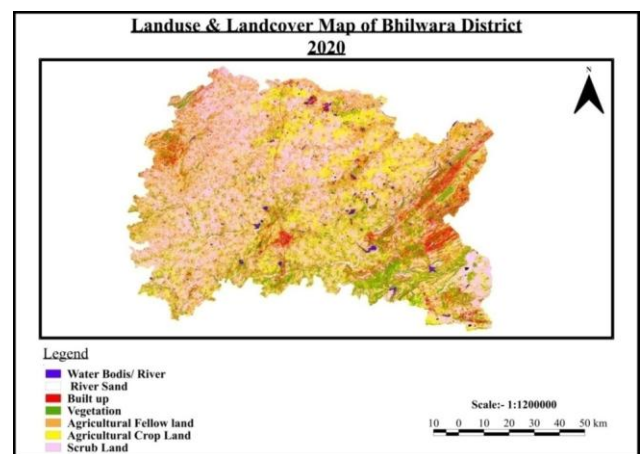 Landuse & Landcover Map of Bhilwara District
2020
N
Legend
Water Bodis/ River
River Sand
Built up
Vegetation
Agricultural Fellow land
Agricultural Crop Land
Scrub Land
Scale:- 1:1200000
10 0 10 20 30 40 50 km